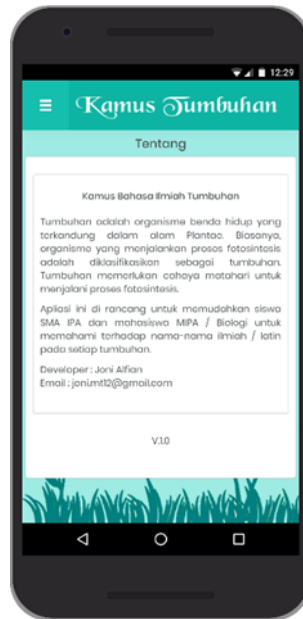 12:29
Kamus Tumbuhan
Tentang
Kamus Bahasa Ilmiah Tumbuhan
Tumbuhan adalah organisme benda hidup yang
terkandung dalam alam Plantae. Biasanya,
organisme yang menjalankan proses fotosintesis
adalah diklasifikasikan sebagai tumbuhan.
Tumbuhan memerlukan cahaya matahari untuk
menjalani proses fotosintesis.
Apliasi ini di rancang untuk memudahkan siswa
SMA IPA dan mahasiswa MIPA / Biologi untuk
memahami terhadap nama-nama ilmiah / latin
pada setiap tumbuhan.
Developer : Joni Alfian
Email : joni.mt12@gmail.com
V.1.0